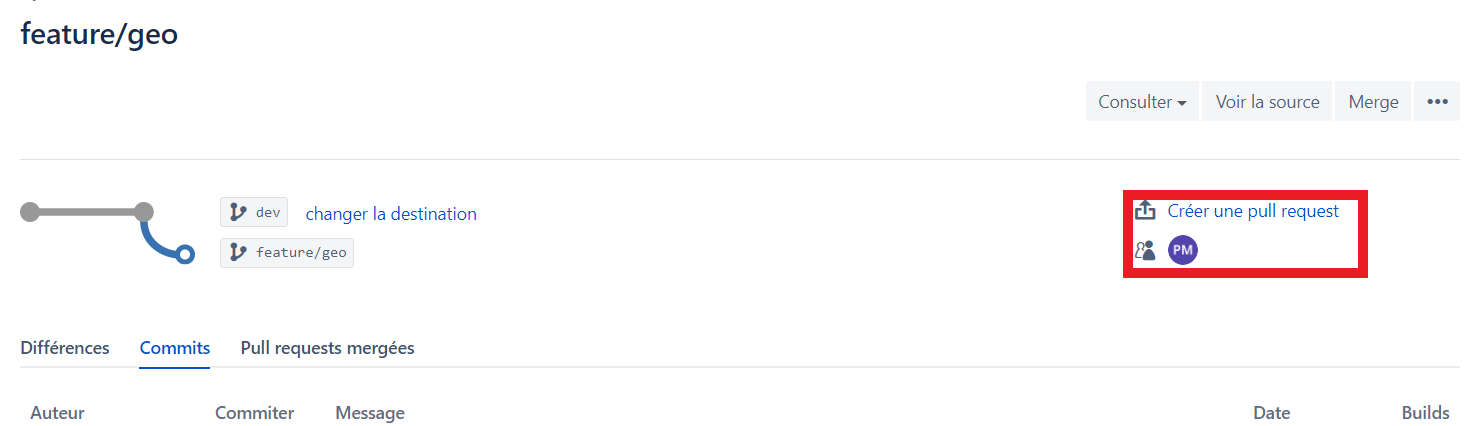 feature/geo
Consulter Voir la source Merge •••
dev changer la destination Créer une pull request
feature/geo PM
Différences Commits Pull requests mergées
Auteur Commiter Message Date Builds